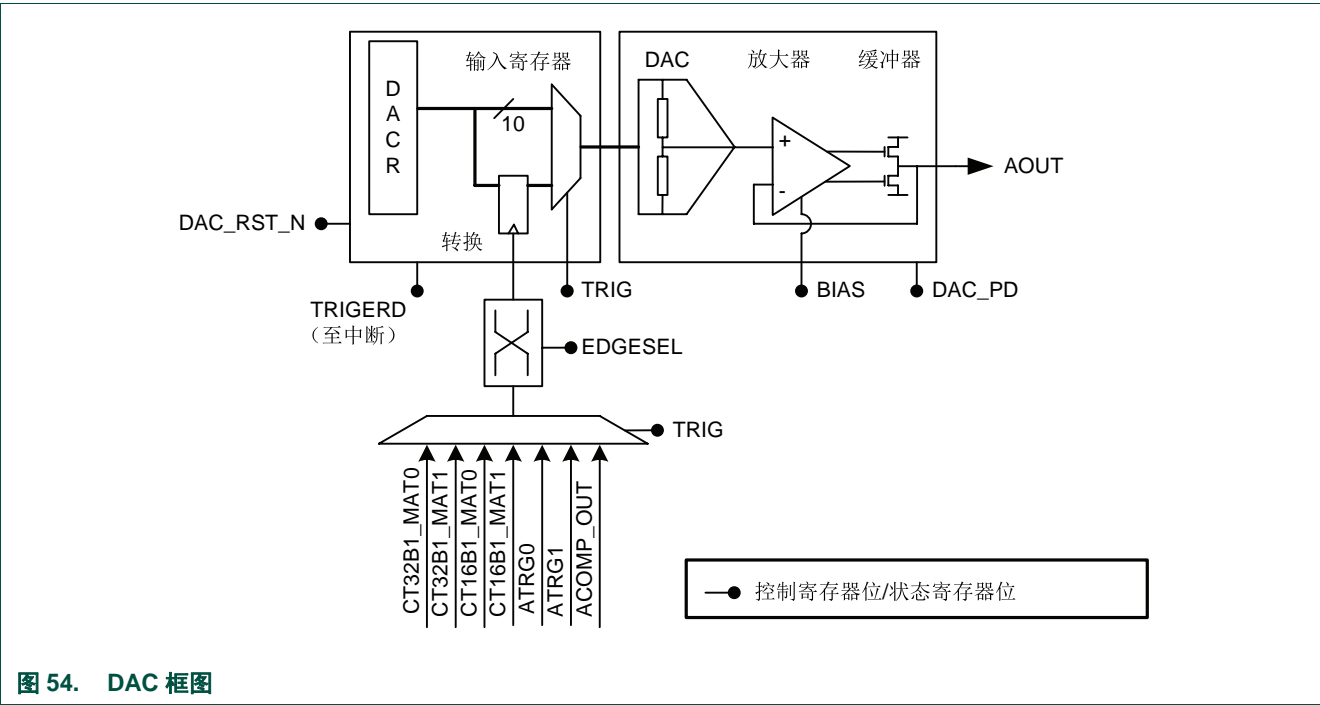 输入寄存器
DAC
放大器
缓冲器
D
A
C
R
10
+
-
AOUT
DAC_RST_N
转换
TRIGERD
(至中断)
TRIG
BIAS
DAC_PD
EDGESEL
TRIG
CT32B1_MAT0
CT32B1_MAT1
CT16B1_MAT0
CT16B1_MAT1
ATRG0
ATRG1
ACOMP_OUT
控制寄存器位/状态寄存器位
图 54. DAC 框图